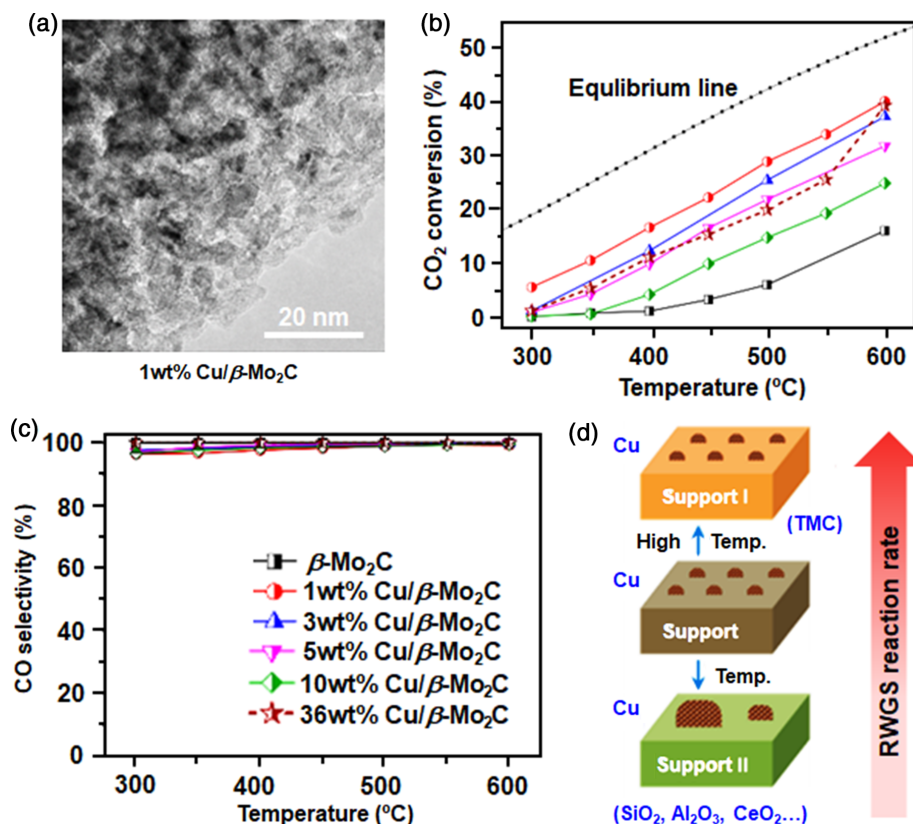 (a)
20 nm
1wt% Cu/β-Mo₂C
(b)
50
40
30
20
10
0
CO₂ conversion (%)
Equlibrium line
300 400 500 600
Temperature (ºC)
(c)
100
80
60
40
20
0
CO selectivity (%)
β-Mo₂C
1wt% Cu/β-Mo₂C
3wt% Cu/β-Mo₂C
5wt% Cu/β-Mo₂C
10wt% Cu/β-Mo₂C
36wt% Cu/β-Mo₂C
300 400 500 600
Temperature (ºC)
(d)
Cu
Support I
(TMC)
High Temp.
Cu
Support
Temp.
Cu
Support II
(SiO₂, Al₂O₃, CeO₂...)
RWGS reaction rate